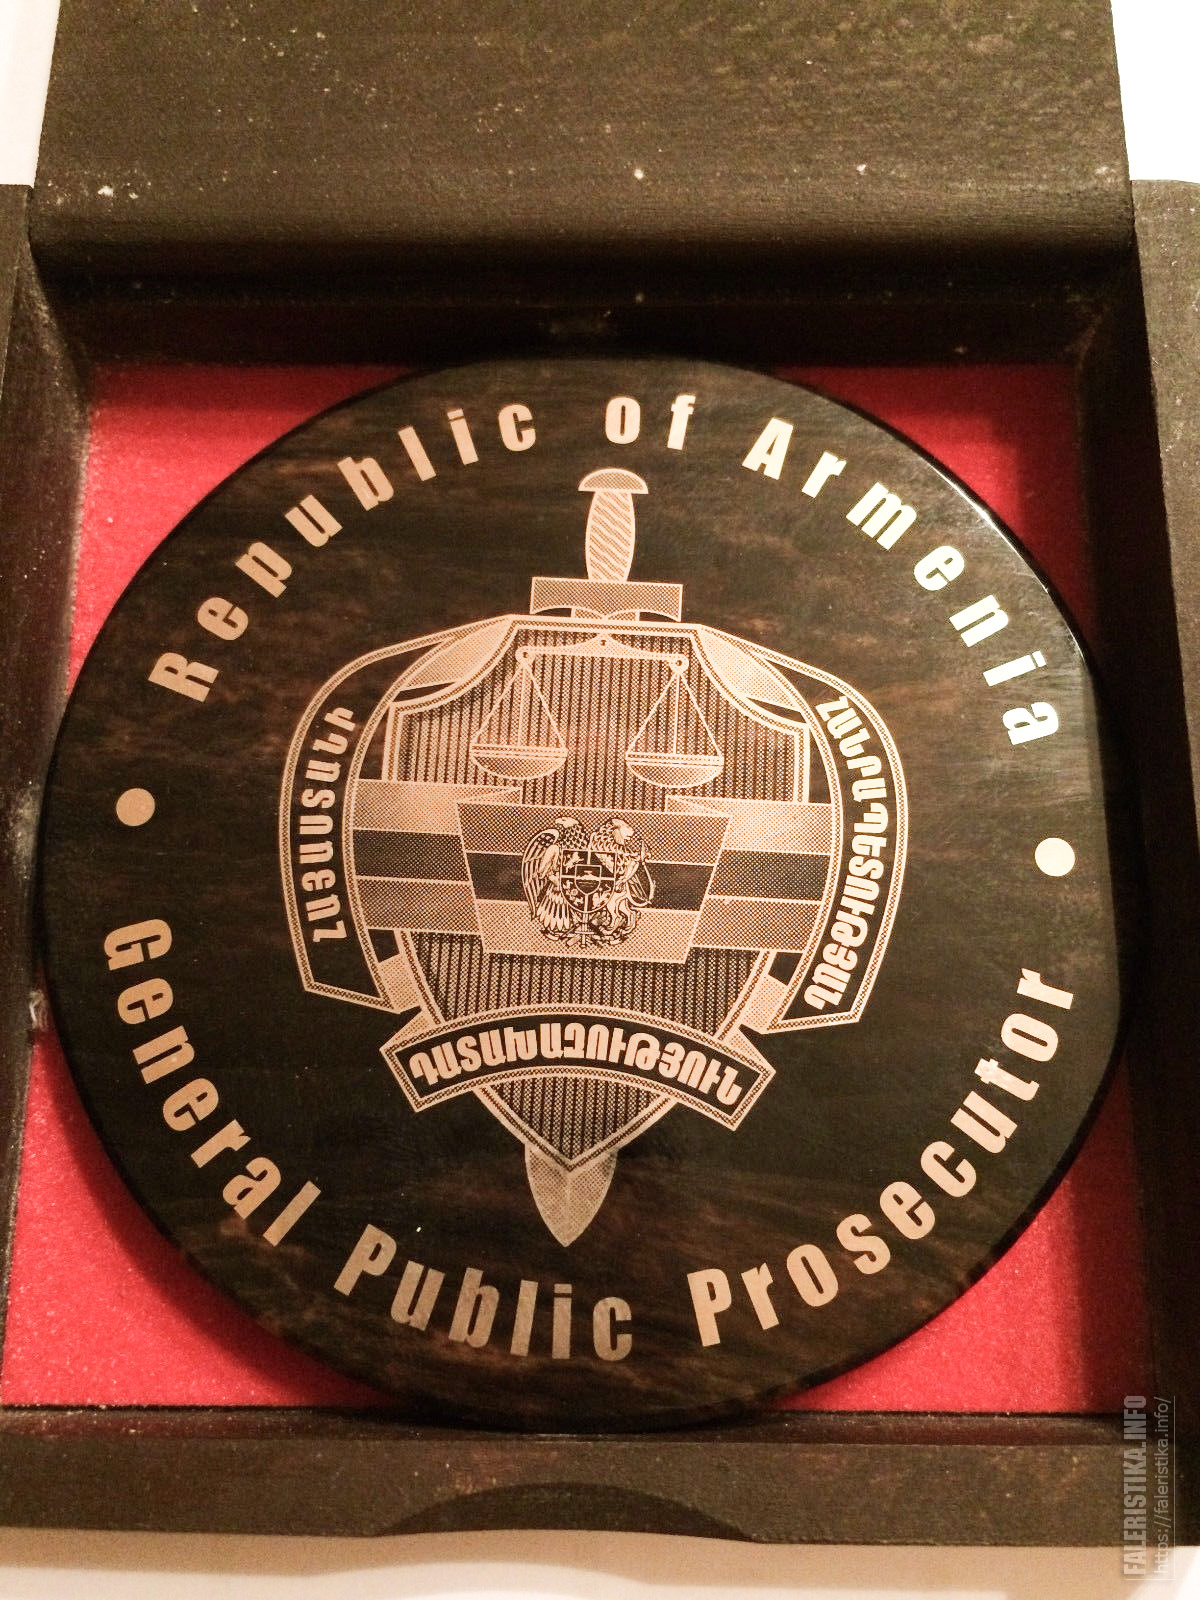 Republic of Armenia
ՀԱՅԱՍՏԱՆԻ
ՀԱՆՐԱՊԵՏՈՒԹՅԱՆ
ԴԱՏԱԽԱԶՈՒԹՅՈՒՆ
General Public Prosecutor
FALERISTIKA.INFO
https://faleristika.info/